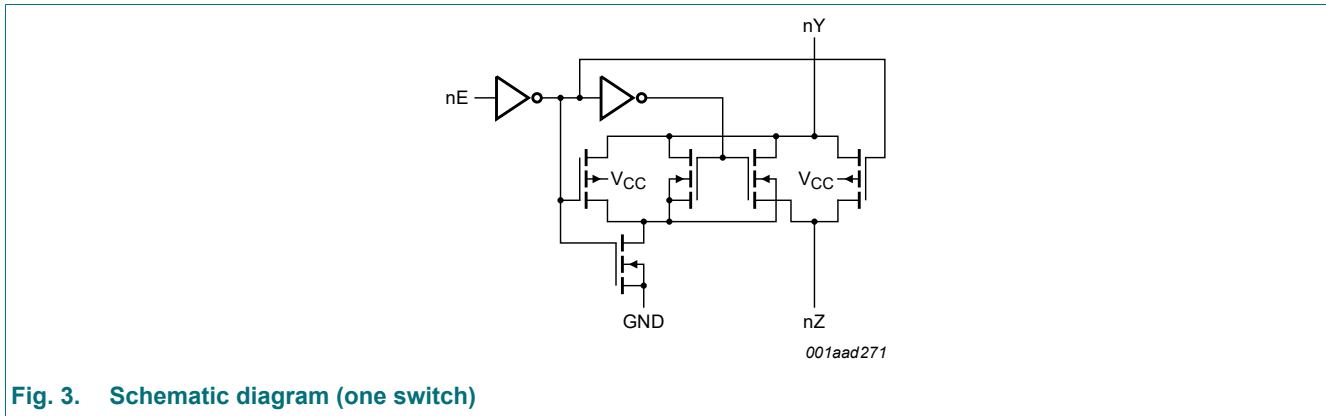 nY
nE
VCC
VCC
GND
nZ
001aad271
Fig. 3. Schematic diagram (one switch)